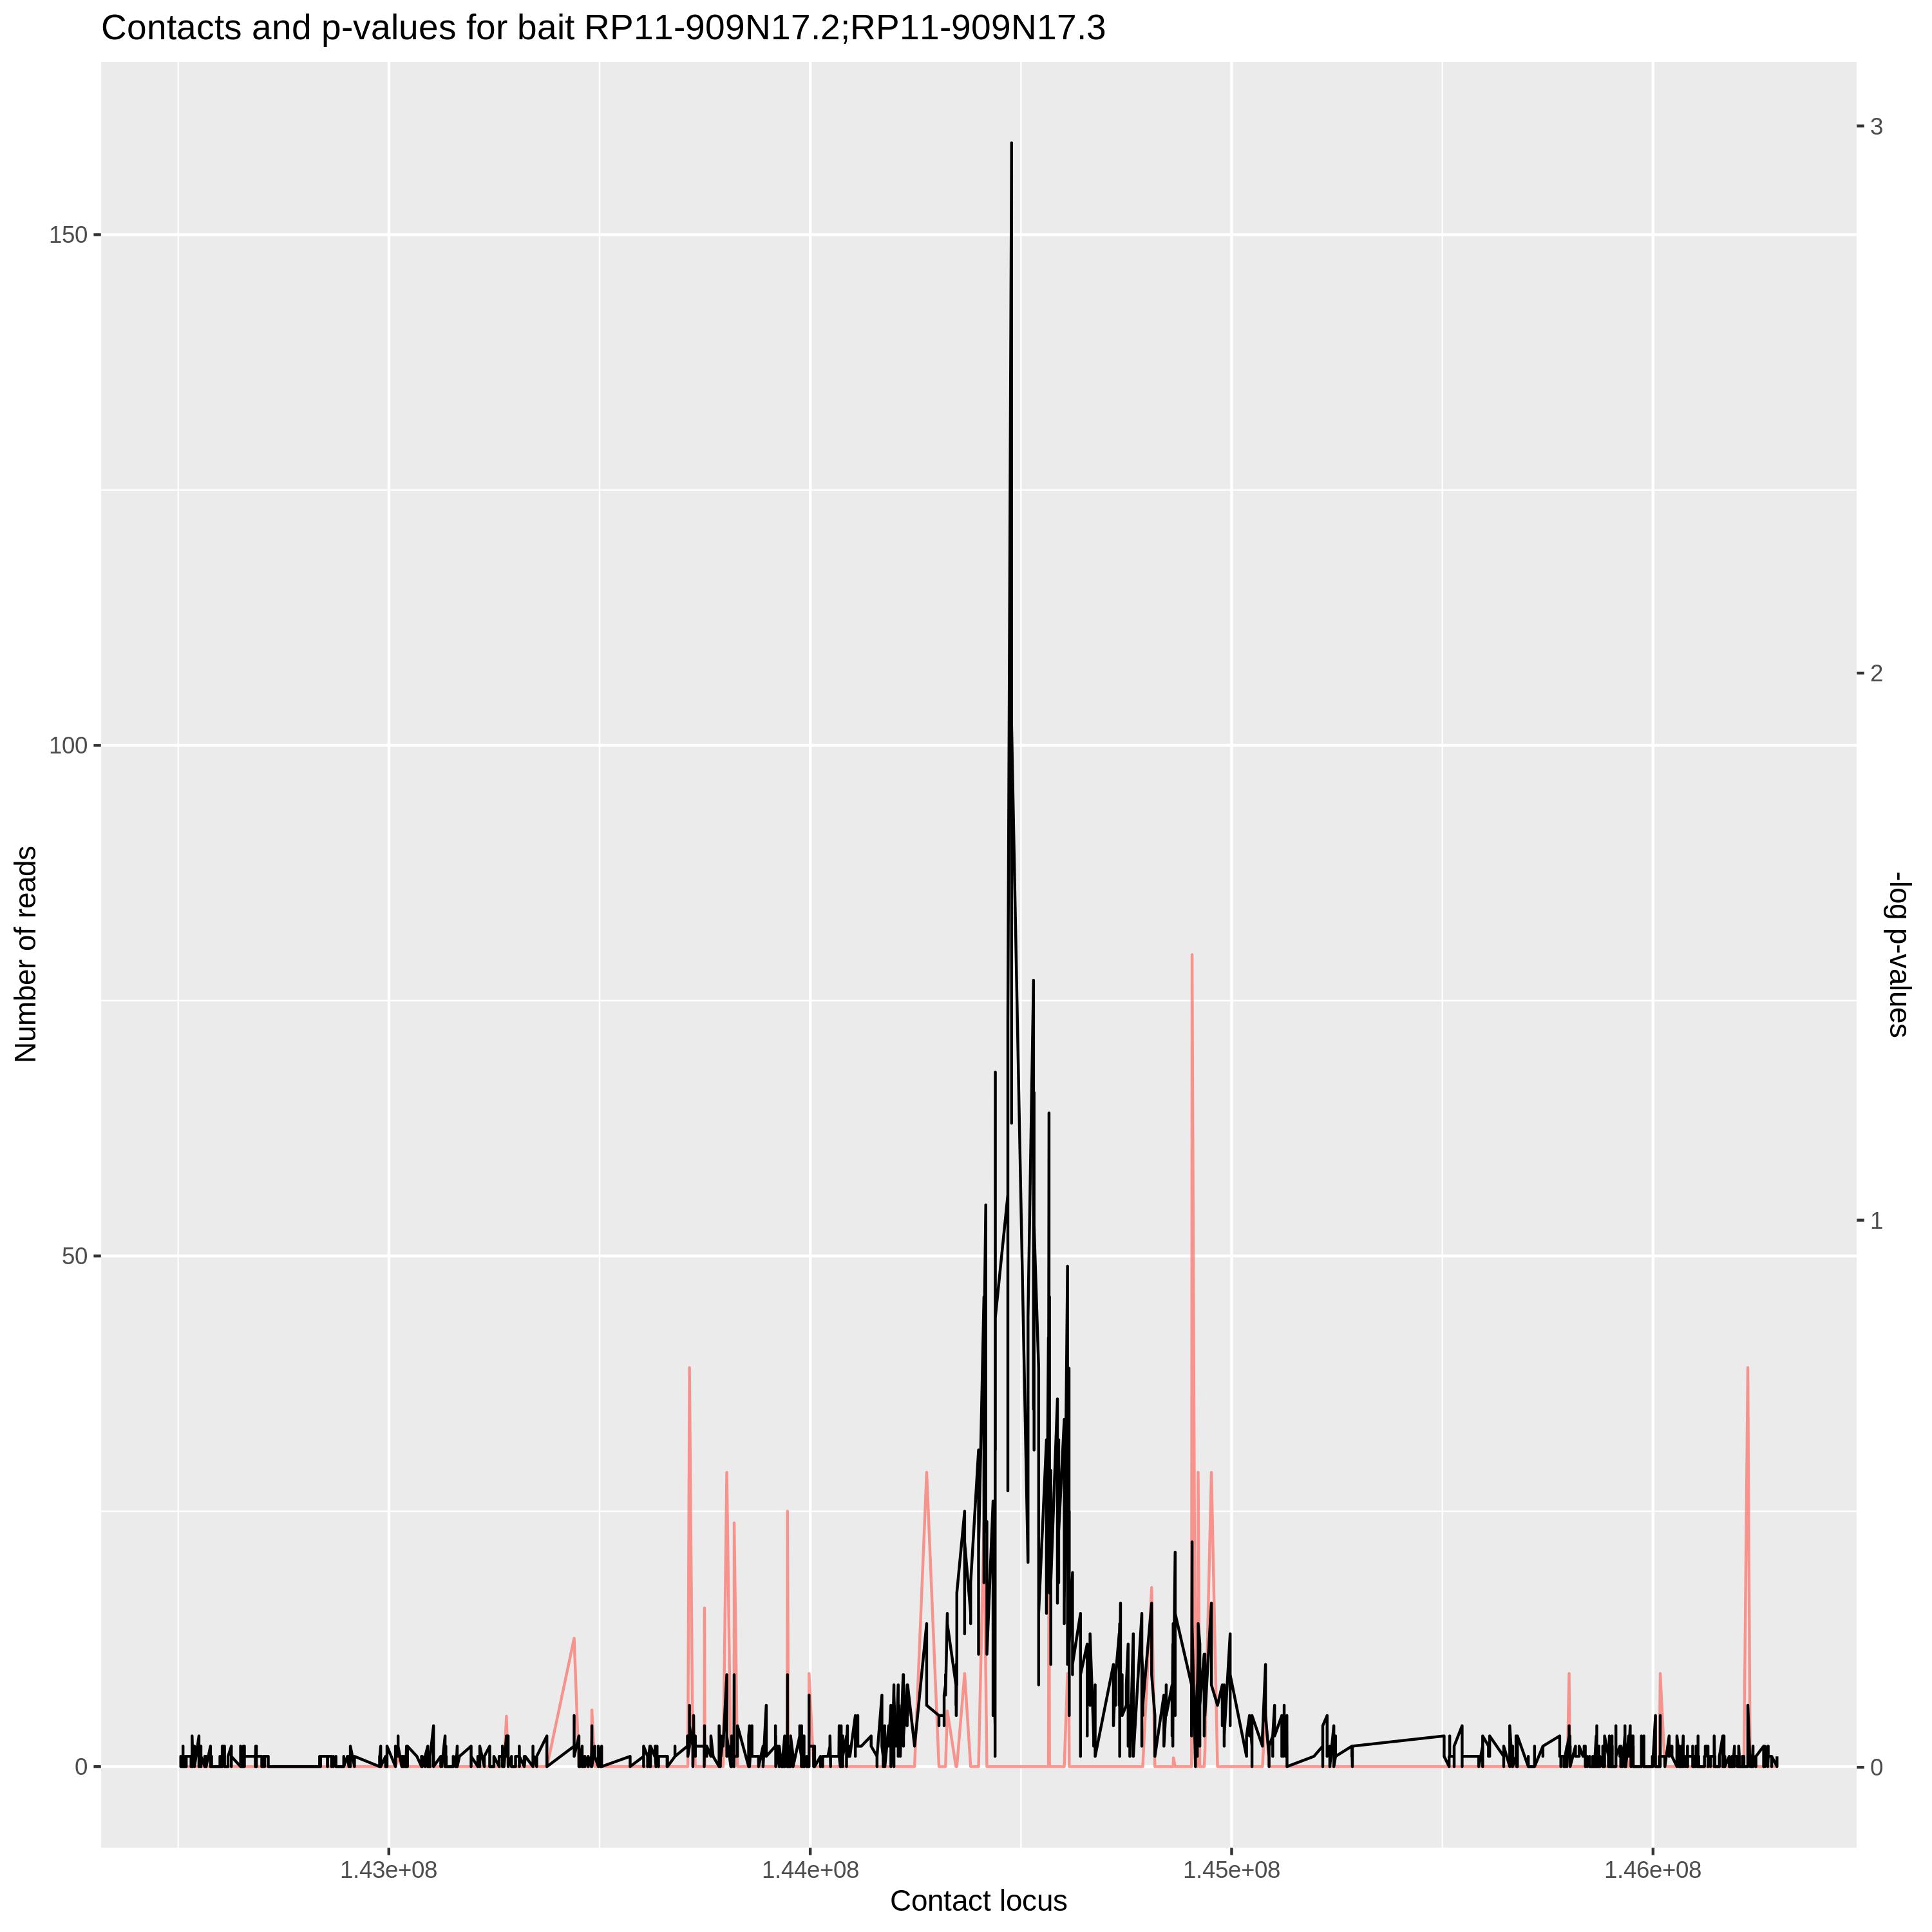 Contacts and p-values for bait RP11-909N17.2;RP11-909N17.3
150
100
50
0
3
2
1
0
Number of reads
-log p-values
1.43e+08
1.44e+08
1.45e+08
1.46e+08
Contact locus